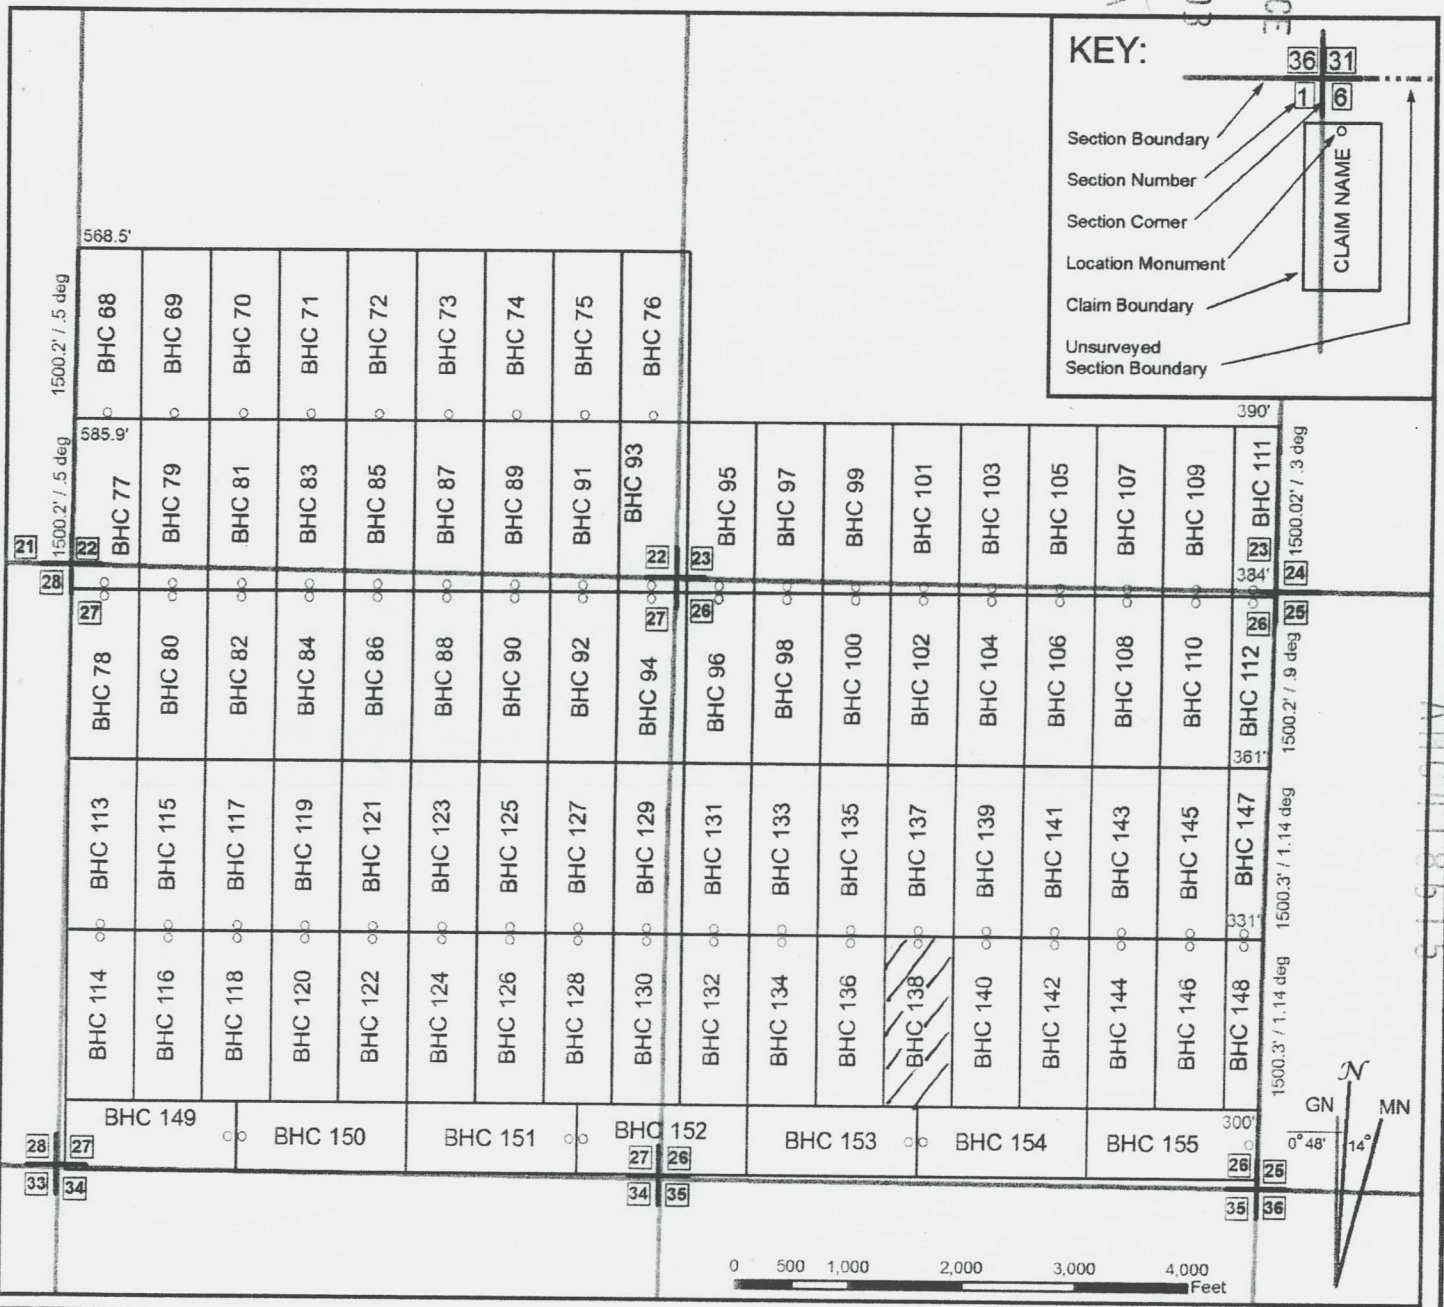 CE
03
KEY:
36 31
1 6
Section Boundary
Section Number
Section Corner
Location Monument
Claim Boundary
Unsurveyed
Section Boundary
CLAIM NAME
568.5'
1500.2' / .5 deg
BHC 68 BHC 69 BHC 70 BHC 71 BHC 72 BHC 73 BHC 74 BHC 75 BHC 76
585.9'
390'
1500.2' / .5 deg
BHC 77 BHC 79 BHC 81 BHC 83 BHC 85 BHC 87 BHC 89 BHC 91 BHC 93 BHC 95 BHC 97 BHC 99 BHC 101 BHC 103 BHC 105 BHC 107 BHC 109 BHC 111
1500.02' / .3 deg
21 22 22 23 23 24
384'
28 27 27 26 26 25
BHC 78 BHC 80 BHC 82 BHC 84 BHC 86 BHC 88 BHC 90 BHC 92 BHC 94 BHC 96 BHC 98 BHC 100 BHC 102 BHC 104 BHC 106 BHC 108 BHC 110 BHC 112
1500.2' / .9 deg
361'
BHC 113 BHC 115 BHC 117 BHC 119 BHC 121 BHC 123 BHC 125 BHC 127 BHC 129 BHC 131 BHC 133 BHC 135 BHC 137 BHC 139 BHC 141 BHC 143 BHC 145 BHC 147
1500.3' / 1.14 deg
331'
BHC 114 BHC 116 BHC 118 BHC 120 BHC 122 BHC 124 BHC 126 BHC 128 BHC 130 BHC 132 BHC 134 BHC 136 BHC 138 BHC 140 BHC 142 BHC 144 BHC 146 BHC 148
1500.3' / 1.14 deg
BHC 149 BHC 150 BHC 151 BHC 152 BHC 153 BHC 154 BHC 155
300'
28 27 27 26 26 25
33 34 34 35 35 36
N
GN MN
0° 48' 14°
0 500 1,000 2,000 3,000 4,000
Feet